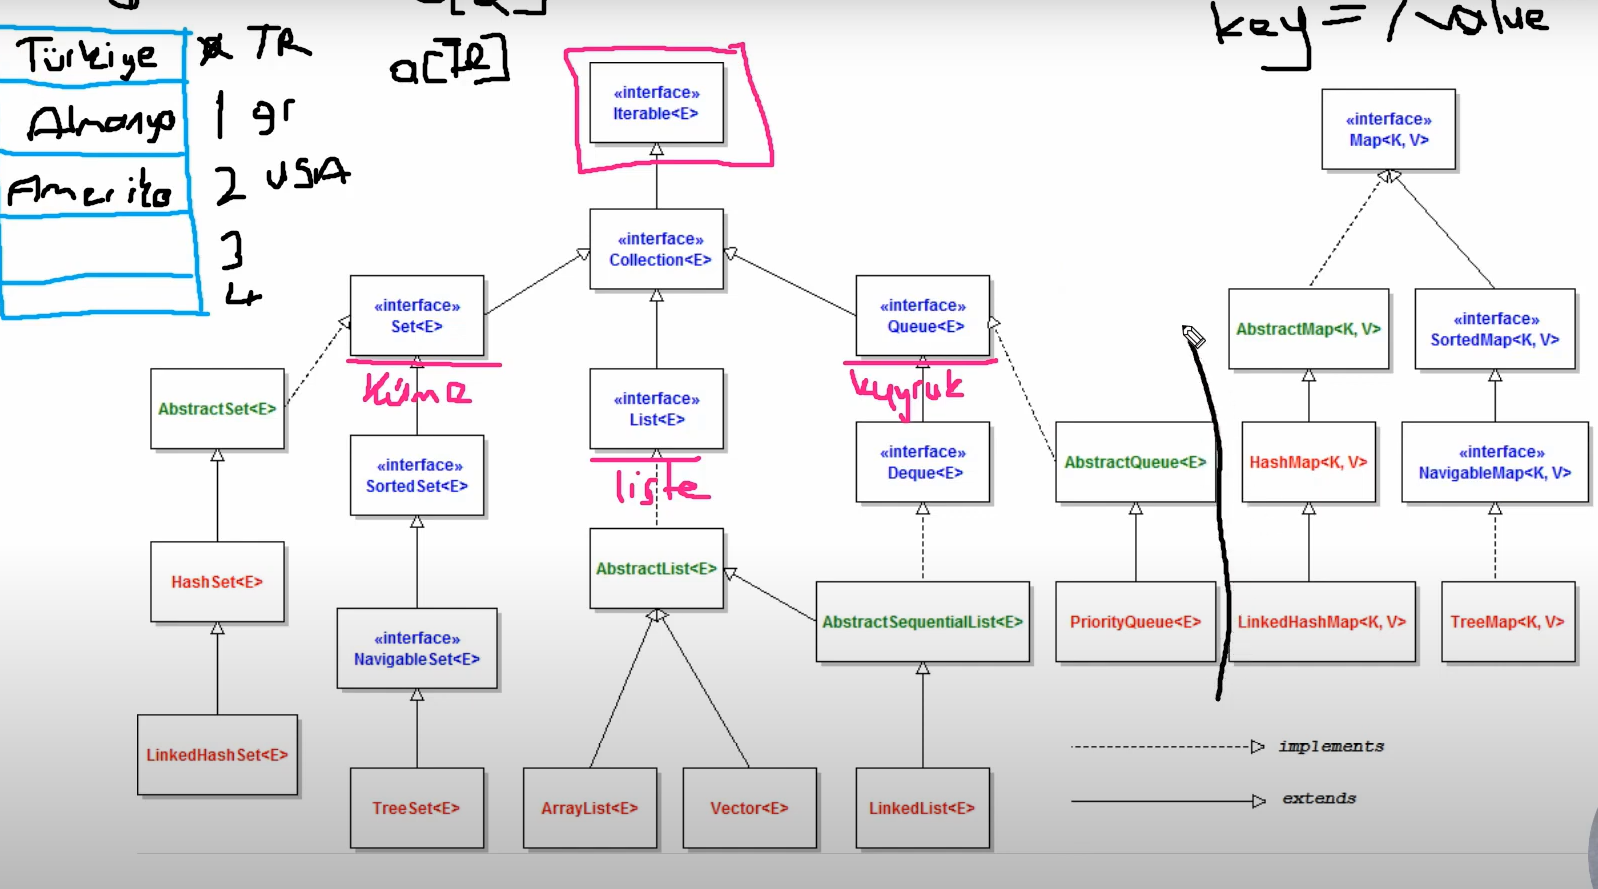 a[TR]
key = / value
Türkiye TR
Almanya 1 gr
Amerika 2 USA
3
4
«interface»
Iterable<E>
«interface»
Map<K, V>
«interface»
Collection<E>
«interface»
Set<E>
Küme
«interface»
Queue<E>
kuyruk
AbstractMap<K, V>
«interface»
SortedMap<K, V>
AbstractSet<E>
«interface»
List<E>
liste
«interface»
SortedSet<E>
«interface»
Deque<E>
AbstractQueue<E>
HashMap<K, V>
«interface»
NavigableMap<K, V>
HashSet<E>
AbstractList<E>
«interface»
NavigableSet<E>
AbstractSequentialList<E>
PriorityQueue<E>
LinkedHashMap<K, V>
TreeMap<K, V>
LinkedHashSet<E>
TreeSet<E>
ArrayList<E>
Vector<E>
LinkedList<E>
implements
extends